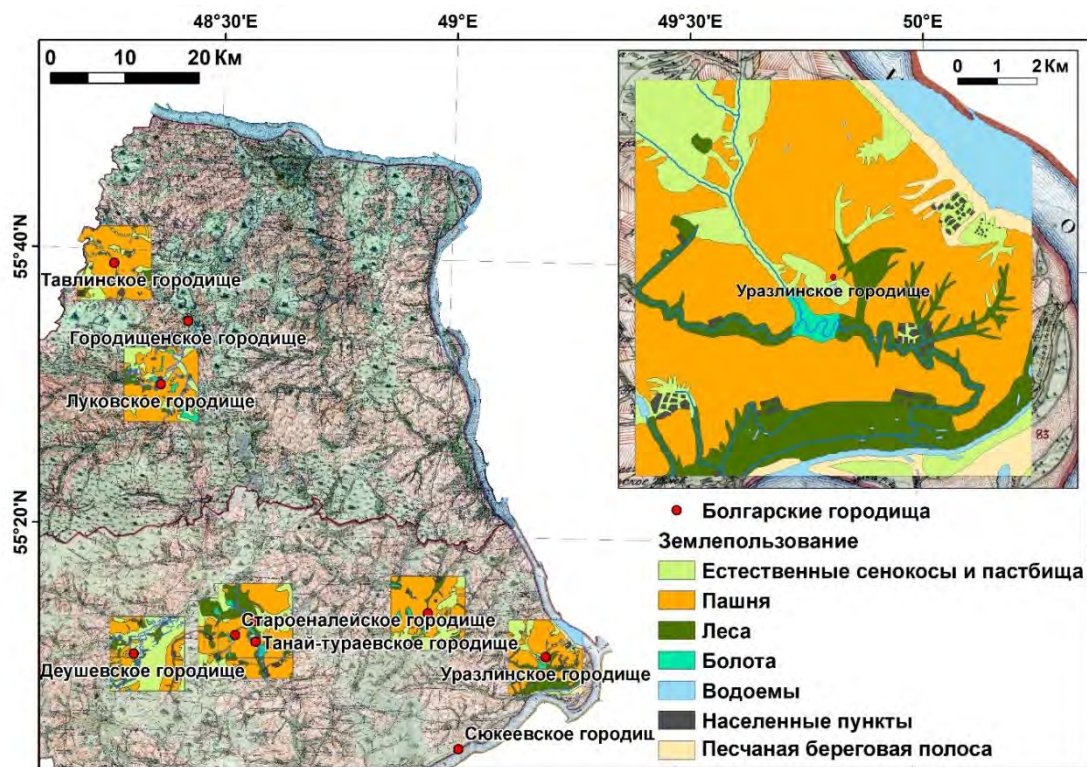 48°30'E 49°E 49°30'E 50°E
0 10 20 Км
0 1 2 Км
55°40'N
55°20'N
Тавлинское городище
Городищенское городище
Луковское городище
Староеналейское городище
Танай-тураевское городище
Деушевское городище
Уразлинское городище
Сюкеевское городищ
Уразлинское городище
83
Болгарские городища
Землепользование
Естественные сенокосы и пастбища
Пашня
Леса
Болота
Водоемы
Населенные пункты
Песчаная береговая полоса